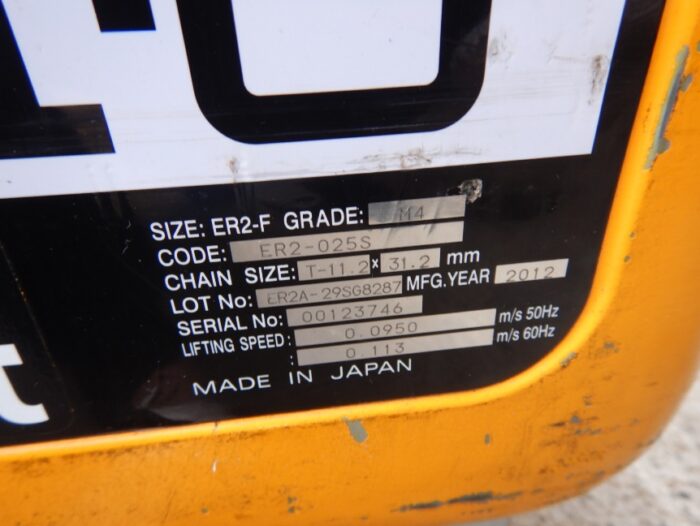 SIZE: ER2-F GRADE: M4
CODE: ER2-025S
CHAIN SIZE: T-11.2 x 31.2 mm
LOT No: ER2A-29SG8287 MFG.YEAR 2012
SERIAL No: 00123746
LIFTING SPEED : 0.0950 m/s 50Hz
: 0.113 m/s 60Hz
MADE IN JAPAN